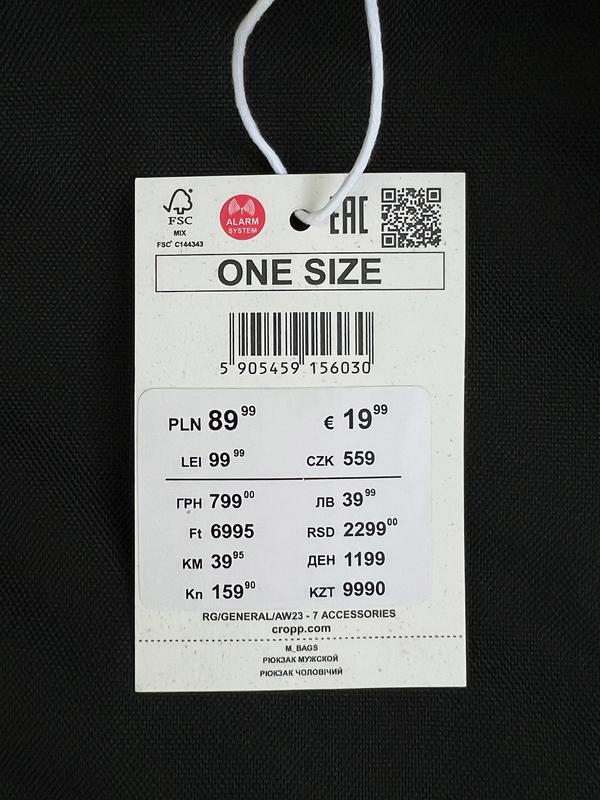 FSC
MIX
FSC® C144343
ALARM
SYSTEM
EAC
ONE SIZE
5 905459 156030
PLN 89 99 € 19 99
LEI 99 99 CZK 559
ГРН 799 00 ЛВ 39 99
Ft 6995 RSD 2299 00
KM 39 95 ДЕН 1199
Kn 159 90 KZT 9990
RG/GENERAL/AW23 - 7 ACCESSORIES
cropp.com
M_BAGS
РЮКЗАК МУЖСКОЙ
РЮКЗАК ЧОЛОВІЧИЙ